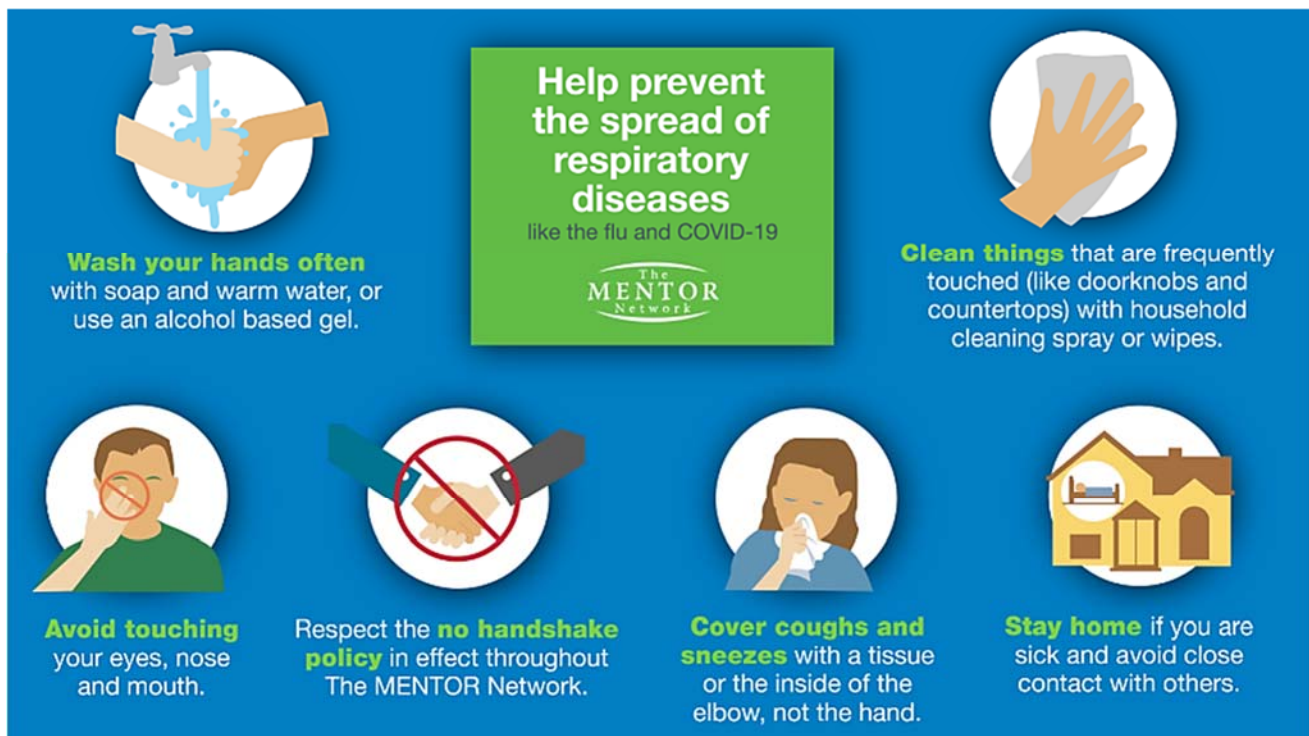 Help prevent
the spread of
respiratory
diseases
like the flu and COVID-19
The
MENTOR
Network
Wash your hands often
with soap and warm water, or
use an alcohol based gel.
Clean things that are frequently
touched (like doorknobs and
countertops) with household
cleaning spray or wipes.
Avoid touching
your eyes, nose
and mouth.
Respect the no handshake
policy in effect throughout
The MENTOR Network.
Cover coughs and
sneezes with a tissue
or the inside of the
elbow, not the hand.
Stay home if you are
sick and avoid close
contact with others.